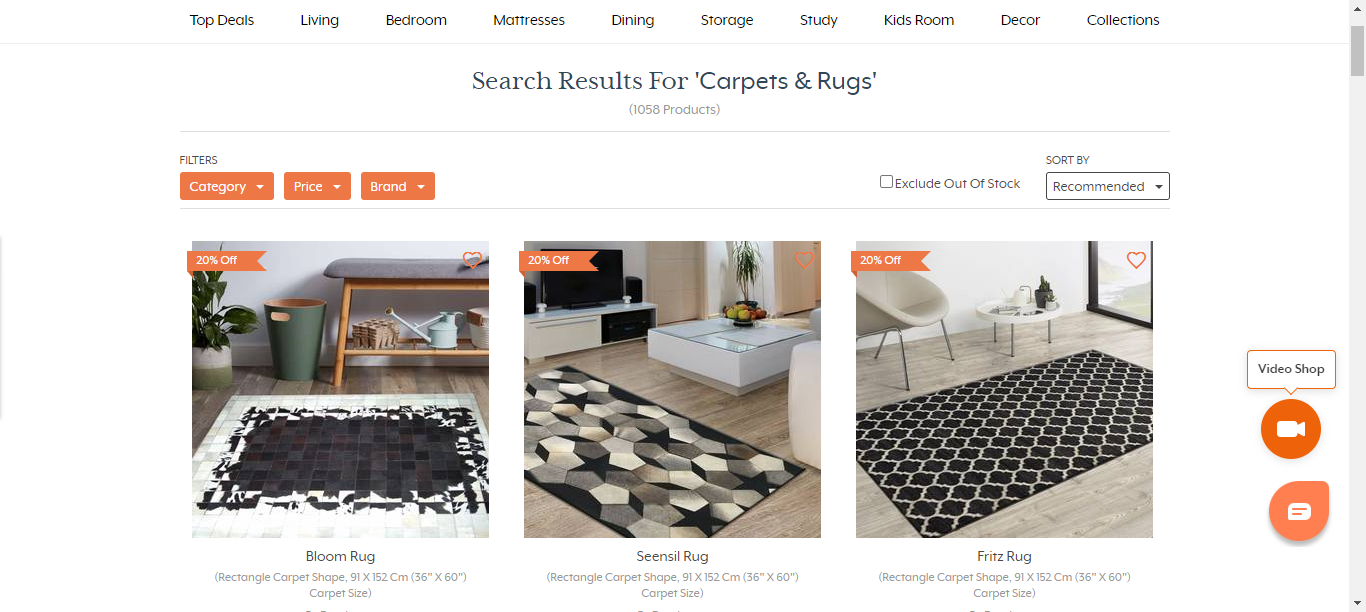 Top Deals Living Bedroom Mattresses Dining Storage Study Kids Room Decor Collections
Search Results For 'Carpets & Rugs'
(1058 Products)
FILTERS
SORT BY
Category Price Brand
Exclude Out Of Stock
Recommended
20% Off
20% Off
20% Off
Video Shop
Bloom Rug
(Rectangle Carpet Shape, 91 X 152 Cm (36" X 60")
Carpet Size)
Seensil Rug
(Rectangle Carpet Shape, 91 X 152 Cm (36" X 60")
Carpet Size)
Fritz Rug
(Rectangle Carpet Shape, 91 X 152 Cm (36" X 60")
Carpet Size)